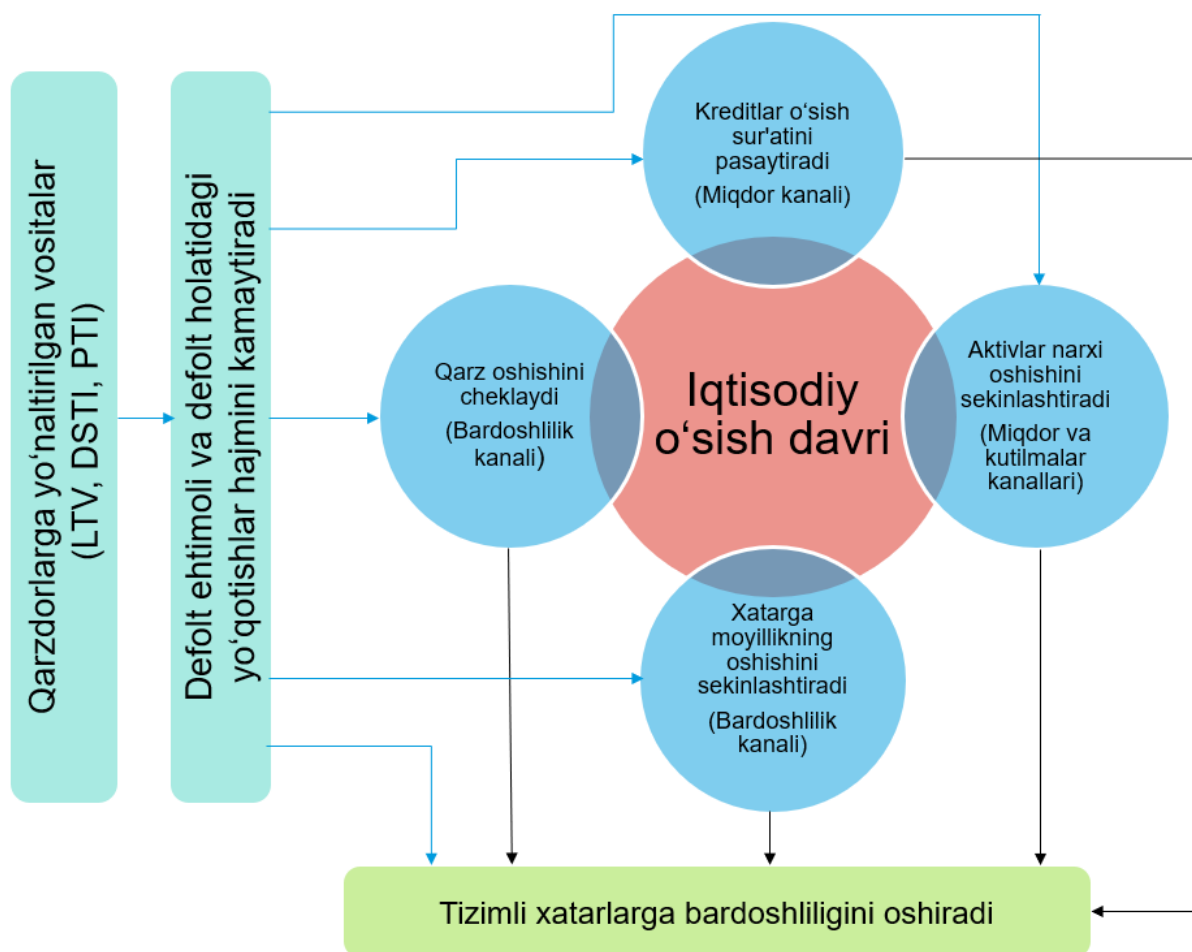 Qarzdorlarga yo‘naltirilgan vositalar
(LTV, DSTI, PTI)
Defolt ehtimoli va defolt holatidagi
yo‘qotishlar hajmini kamaytiradi
Kreditlar o‘sish
sur'atini
pasaytiradi
(Miqdor kanali)
Qarz oshishini
cheklaydi
(Bardoshlilik
kanali)
Iqtisodiy
o‘sish davri
Aktivlar narxi
oshishini
sekinlashtiradi
(Miqdor va
kutilmalar
kanallari)
Xatarga
moyillikning
oshishini
sekinlashtiradi
(Bardoshlilik
kanali)
Tizimli xatarlarga bardoshliligini oshiradi